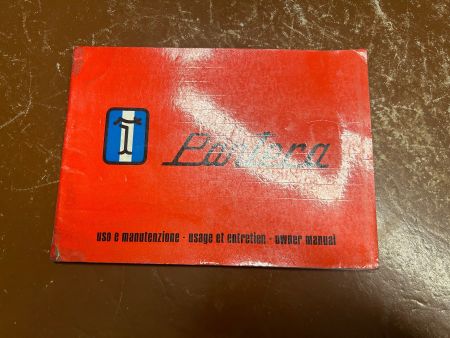 Pantera
uso e manutenzione - usage et entretien - owner manual